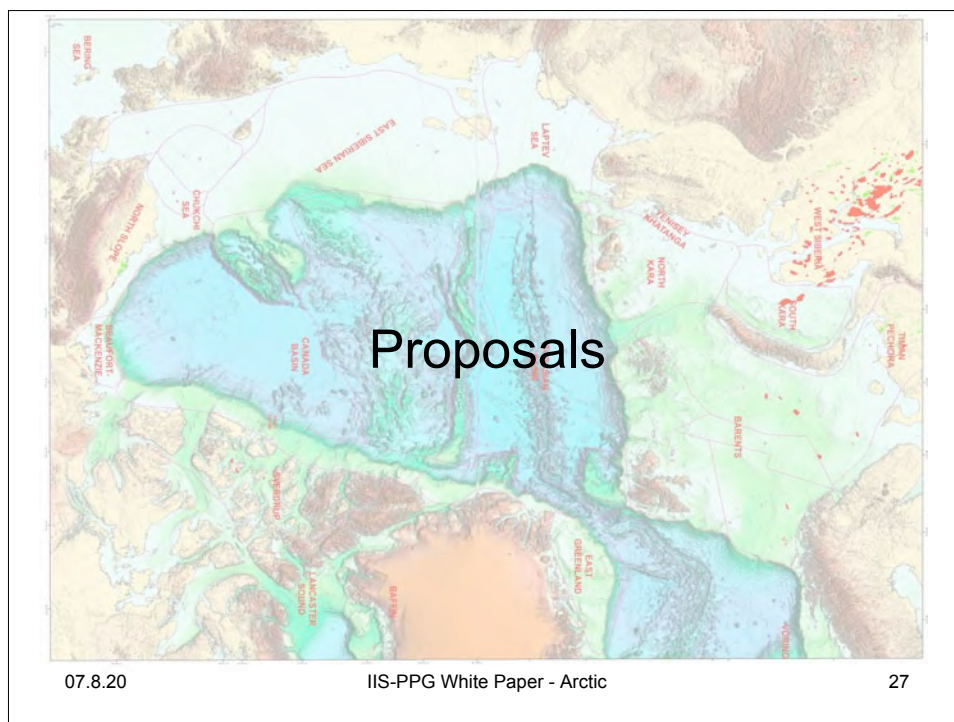 BERING
SEA
EAST SIBERIAN SEA
LAPTEV
SEA
CHUKCHI
SEA
NORTH SLOPE
YENISEY
KHATANGA
WEST SIBERIA
NORTH
KARA
SOUTH
KARA
TIMAN
PECHORA
BEAUFORT-
MACKENZIE
CANADA
BASIN
Proposals
BARENTS
SVERDRUP
LANCASTER
SOUND
BAFFIN
EAST
GREENLAND
VORING
07.8.20
IIS-PPG White Paper - Arctic
27